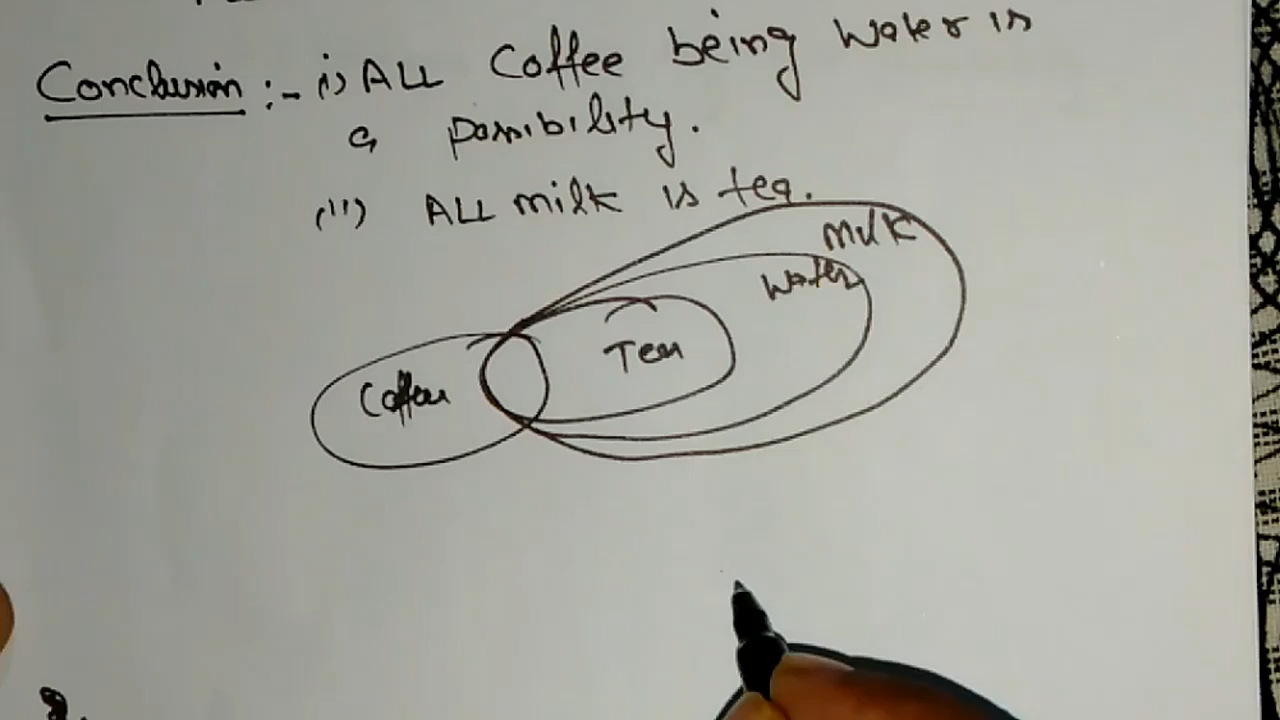 Conclusion :- i) ALL Coffee being Water is
a possibility.
(ii) ALL milk is tea.
Milk
Water
Tea
Coffee